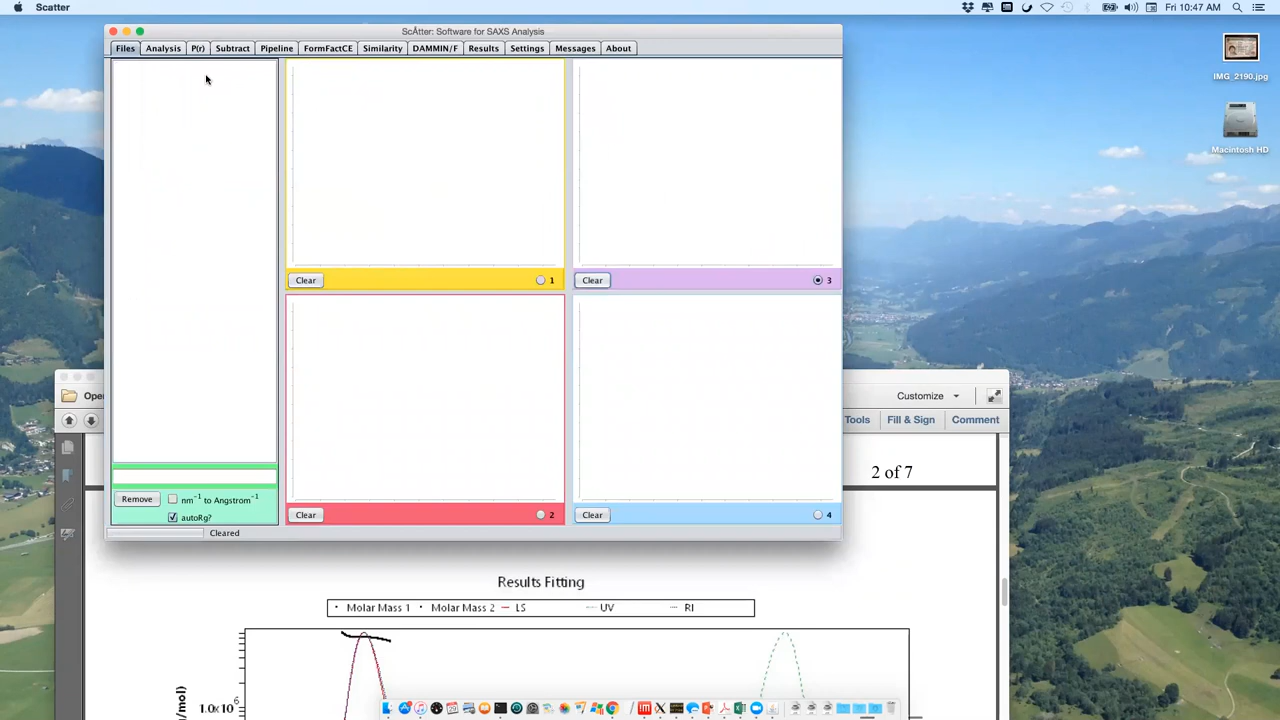 Scatter
Fri 10:47 AM
ScÅtter: Software for SAXS Analysis
Files Analysis P(r) Subtract Pipeline FormFactCE Similarity DAMMIN/F Results Settings Messages About
IMG_2190.jpg
Macintosh HD
Clear 1 Clear 3
Clear 2 Clear 4
Remove nm⁻¹ to Angstrom⁻¹
autoRg?
Cleared
Customize
Tools Fill & Sign Comment
2 of 7
Results Fitting
Molar Mass 1 Molar Mass 2 LS UV RI
1.0x10⁶